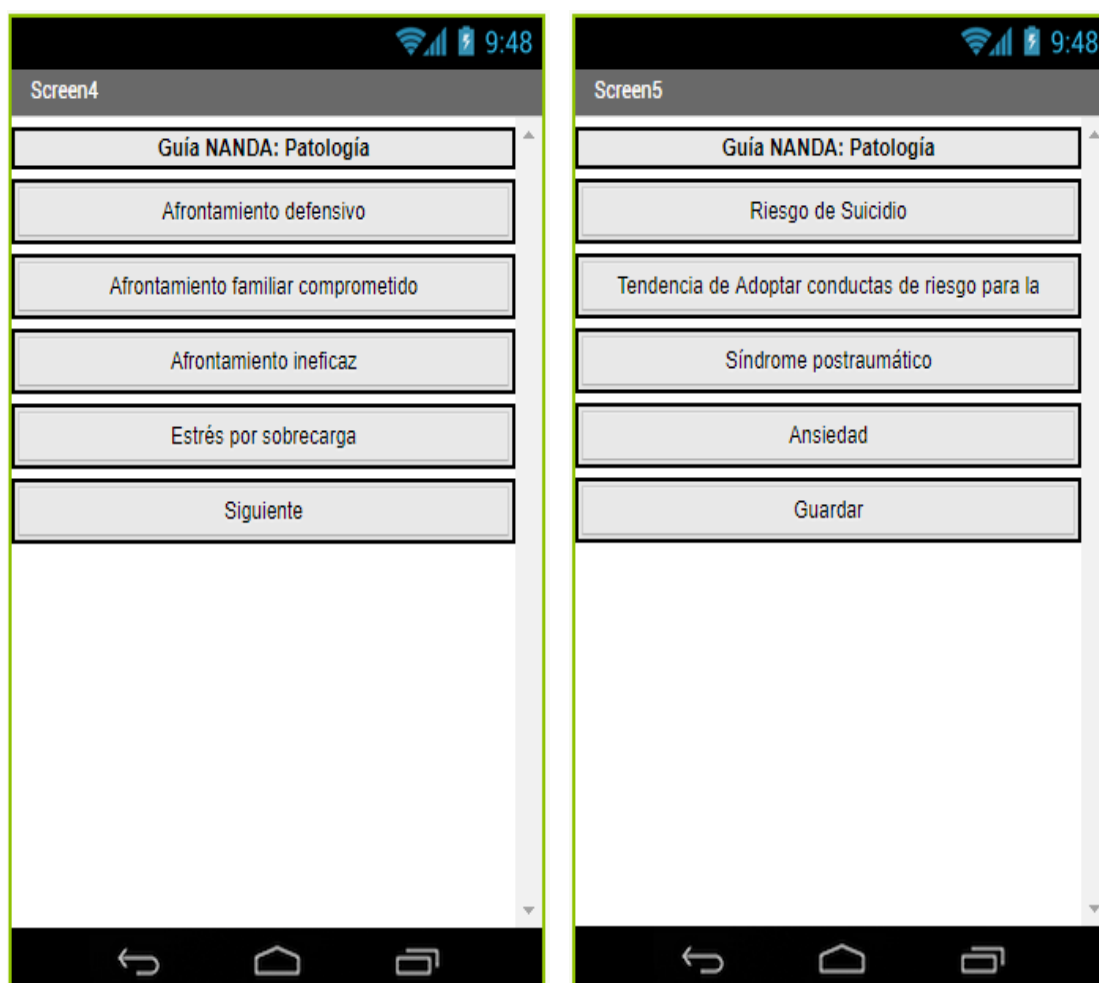 9:48
Screen4
Guía NANDA: Patología
Afrontamiento defensivo
Afrontamiento familiar comprometido
Afrontamiento ineficaz
Estrés por sobrecarga
Siguiente
9:48
Screen5
Guía NANDA: Patología
Riesgo de Suicidio
Tendencia de Adoptar conductas de riesgo para la
Síndrome postraumático
Ansiedad
Guardar